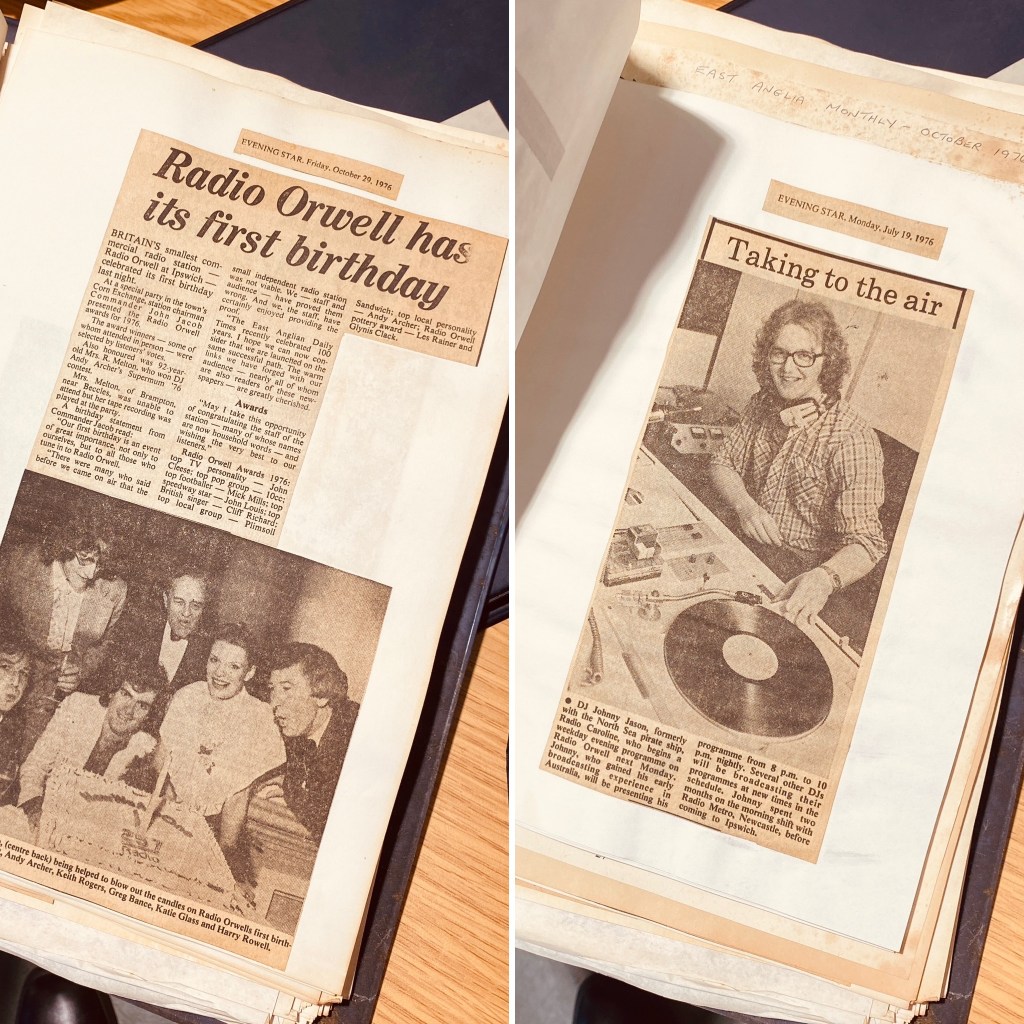 EVENING STAR, Friday, October 29, 1976
Radio Orwell has
its first birthday
BRITAIN'S smallest com-
mercial radio station —
Radio Orwell at Ipswich —
celebrated its first birthday
last night.
At a special party in the town's
Corn Exchange, station chairman
Commander John Jacob
presented the Radio Orwell
awards for 1976.
The award winners — some of
whom attended in person — were
selected by listeners' votes.
Also honoured was 92-year-
old Mrs. R. Melton, who won DJ
Andy Archer's Supermum '76
contest.
Mrs. Melton, of Brampton,
near Beccles, was unable to
attend but her tape recording was
played at the party.
A birthday statement from
Commander Jacob read:
"Our first birthday is an event
of great importance, not only to
ourselves, but to all those who
tune in to Radio Orwell.
"There were many who said
before we came on air that the
small independent radio station
was not viable. We — staff and
audience — have proved them
wrong. And we, the staff, have
certainly enjoyed providing the
proof.
"The East Anglian Daily
Times recently celebrated 100
years. I hope we can now con-
sider that we are launched on the
same successful path. The warm
links we have forged with our
audience — nearly all of whom
are also readers of these new-
spapers — are greatly cherished.
Awards
"May I take this opportunity
of congratulating the staff of the
station — many of whose names
are now household words — and
wishing the very best to our
listeners."
Radio Orwell Awards 1976:
top TV personality — John
Cleese; top pop group — 10cc;
top footballer — Mick Mills; top
speedway star — John Louis; top
British singer — Cliff Richard;
top local group — Plimsoll
Sandwich; top local personality
— Andy Archer; Radio Orwell
pottery award — Les Rainer and
Glynis Clack.
(centre back) being helped to blow out the candles on Radio Orwells first birth-
Andy Archer, Keith Rogers, Greg Bance, Katie Glass and Harry Rowell.
EAST ANGLIA MONTHLY - OCTOBER 197
EVENING STAR, Monday, July 19, 1976
Taking to the air
● DJ Johnny Jason, formerly
with the North Sea pirate ship,
Radio Caroline, who begins a
weekday evening programme on
Radio Orwell next Monday.
Johnny, who gained his early
broadcasting experience in
Australia, will be presenting his
programme from 8 p.m. to 10
p.m. nightly. Several other DJs
will be broadcasting their
programmes at new times in the
schedule. Johnny spent two
months on the morning shift with
Radio Metro, Newcastle, before
coming to Ipswich.